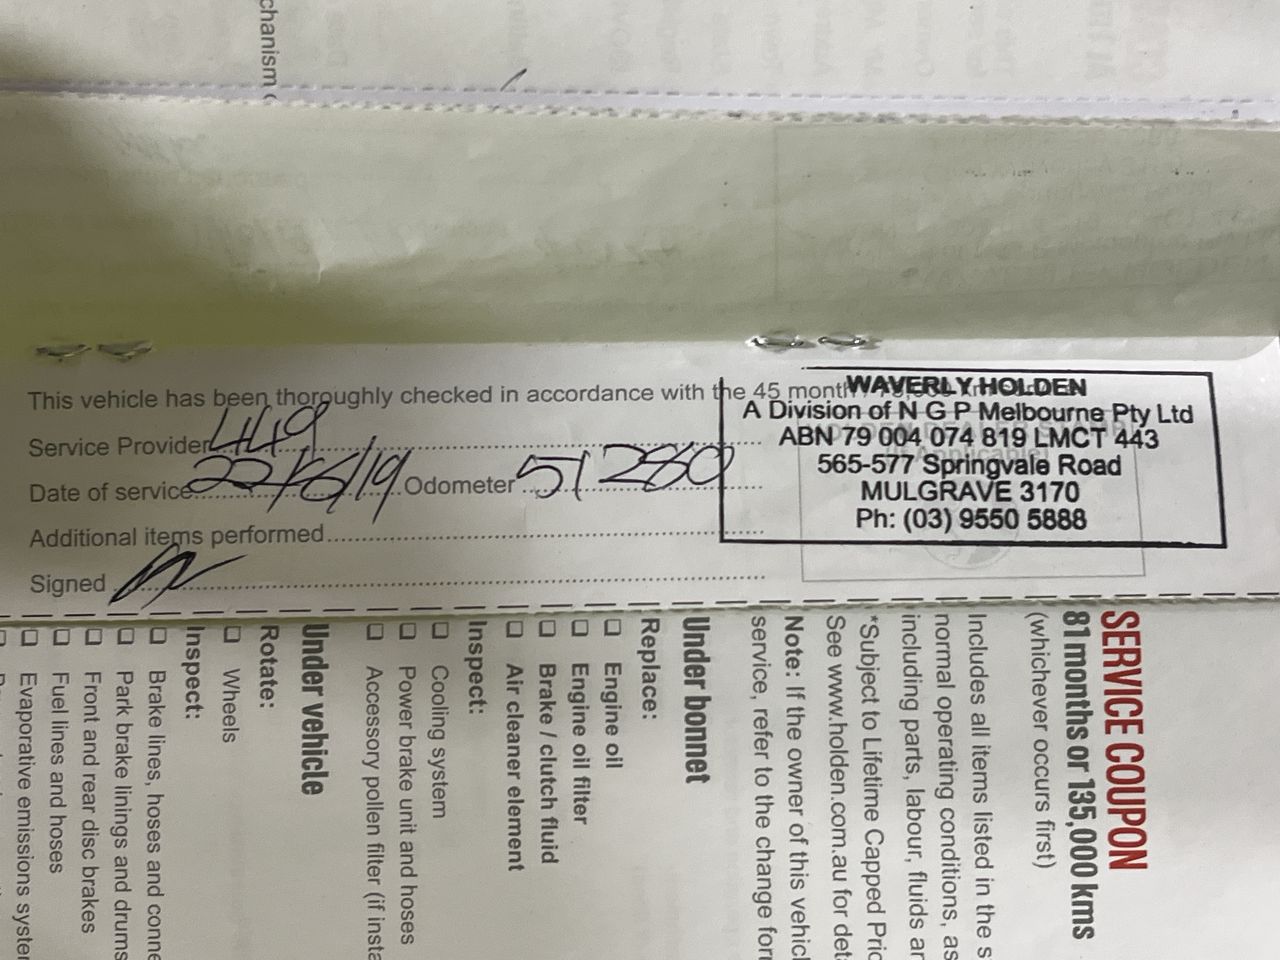 chanism
This vehicle has been thoroughly checked in accordance with the 45 month
Service Provider 449
Date of service 22/6/19 Odometer 51280
Additional items performed
Signed
WAVERLY HOLDEN
A Division of N G P Melbourne Pty Ltd
ABN 79 004 074 819 LMCT 443
565-577 Springvale Road
MULGRAVE 3170
Ph: (03) 9550 5888
SERVICE COUPON
81 months or 135,000 kms
(whichever occurs first)
Includes all items listed in the s
normal operating conditions, as
including parts, labour, fluids ar
*Subject to Lifetime Capped Pric
See www.holden.com.au for deta
Note: If the owner of this vehicl
service, refer to the change for
Under bonnet
Replace:
Engine oil
Engine oil filter
Brake / clutch fluid
Air cleaner element
Inspect:
Cooling system
Power brake unit and hoses
Accessory pollen filter (if insta
Under vehicle
Rotate:
Wheels
Inspect:
Brake lines, hoses and conne
Park brake linings and drums
Front and rear disc brakes
Fuel lines and hoses
Evaporative emissions system